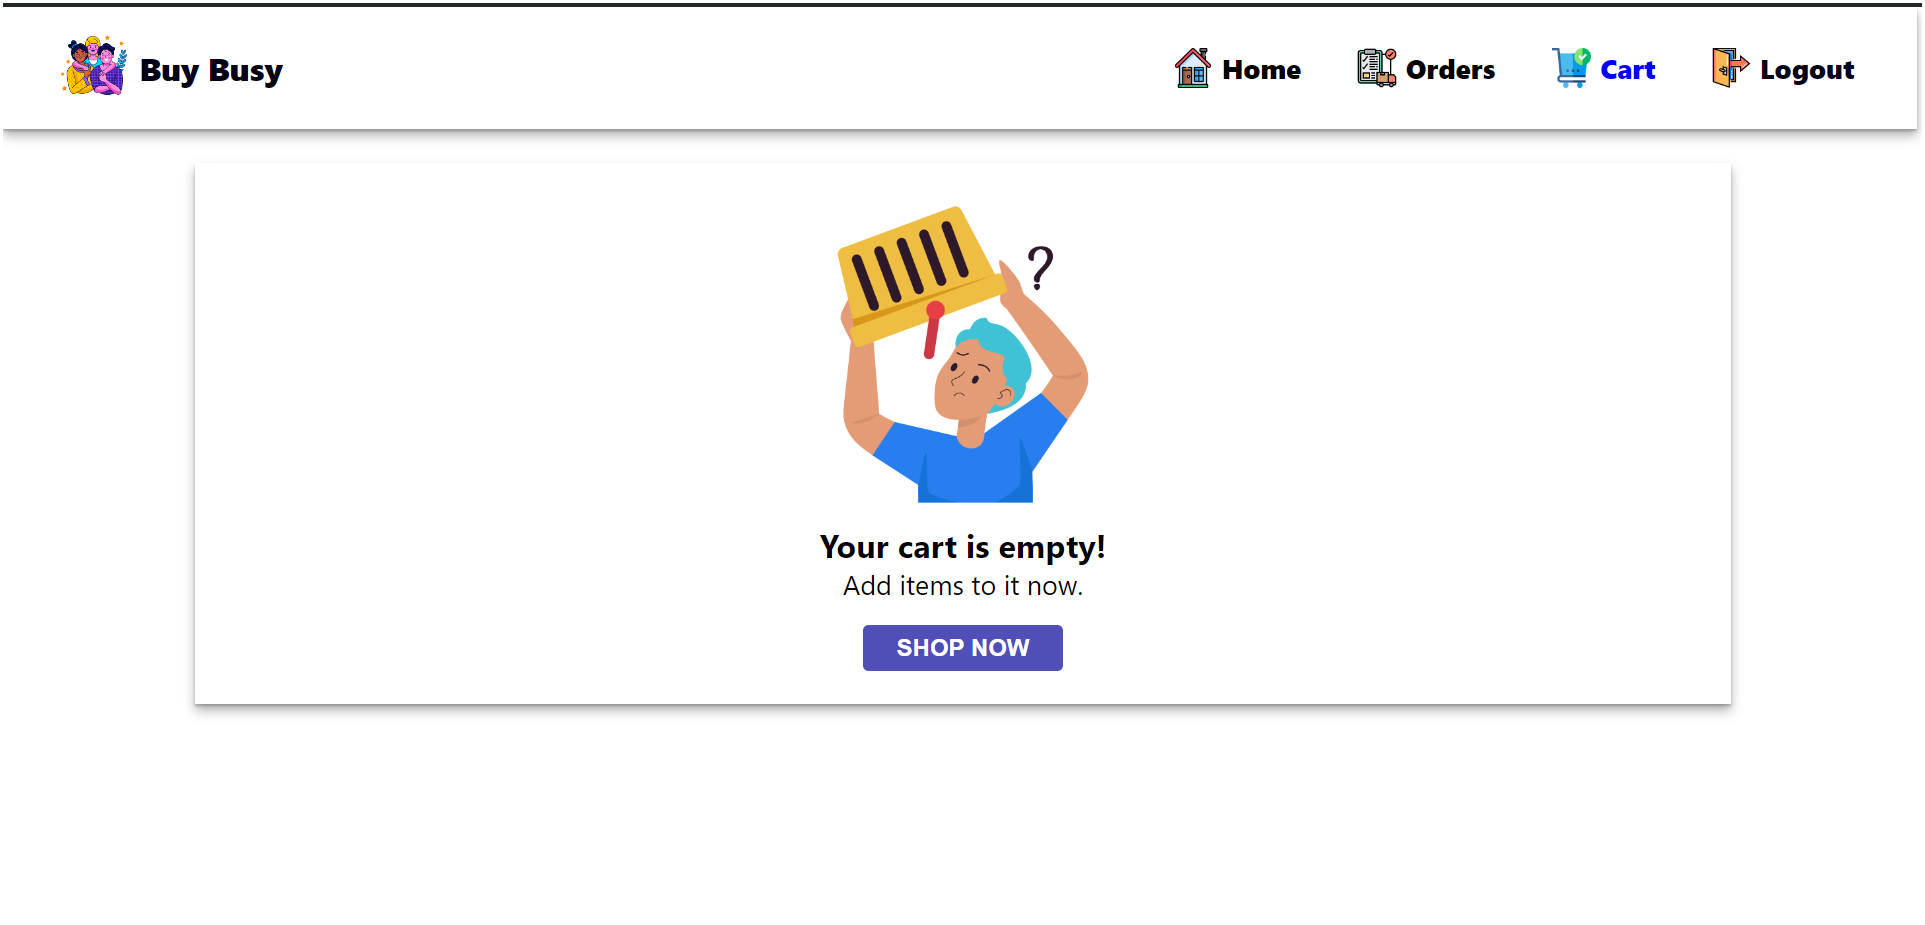 Buy Busy
Home
Orders
Cart
Logout
?
Your cart is empty!
Add items to it now.
SHOP NOW